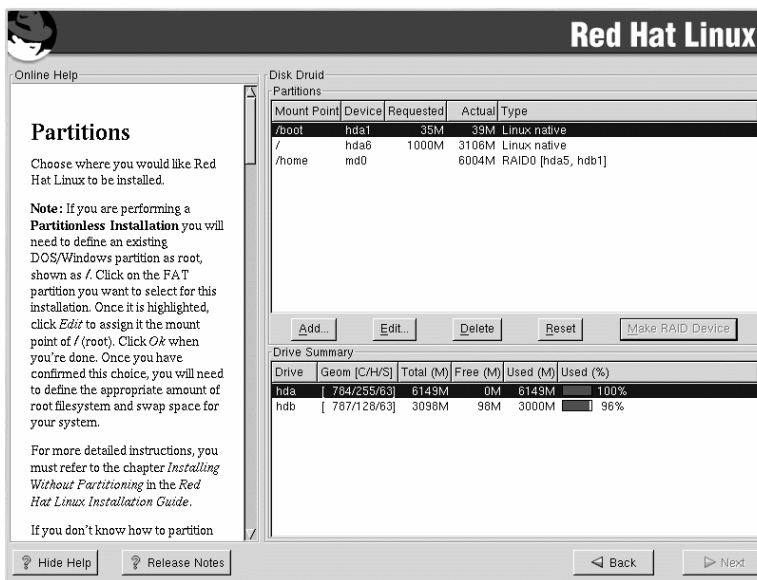 Red Hat Linux
Online Help
Partitions
Choose where you would like Red
Hat Linux to be installed.
Note: If you are performing a
Partitionless Installation you will
need to define an existing
DOS/Windows partition as root,
shown as /. Click on the FAT
partition you want to select for this
installation. Once it is highlighted,
click Edit to assign it the mount
point of / (root). Click Ok when
you're done. Once you have
confirmed this choice, you will need
to define the appropriate amount of
root filesystem and swap space for
your system.
For more detailed instructions, you
must refer to the chapter Installing
Without Partitioning in the Red
Hat Linux Installation Guide.
If you don't know how to partition
Disk Druid
Partitions
Mount Point Device Requested Actual Type
/boot hda1 35M 39M Linux native
/ hda6 1000M 3106M Linux native
/home md0 6004M RAID0 [hda5, hdb1]
Add... Edit... Delete Reset Make RAID Device
Drive Summary
Drive Geom [C/H/S] Total (M) Free (M) Used (M) Used (%)
hda [ 784/255/63] 6149M 0M 6149M 100%
hdb [ 787/128/63] 3098M 98M 3000M 96%
Hide Help Release Notes Back Next